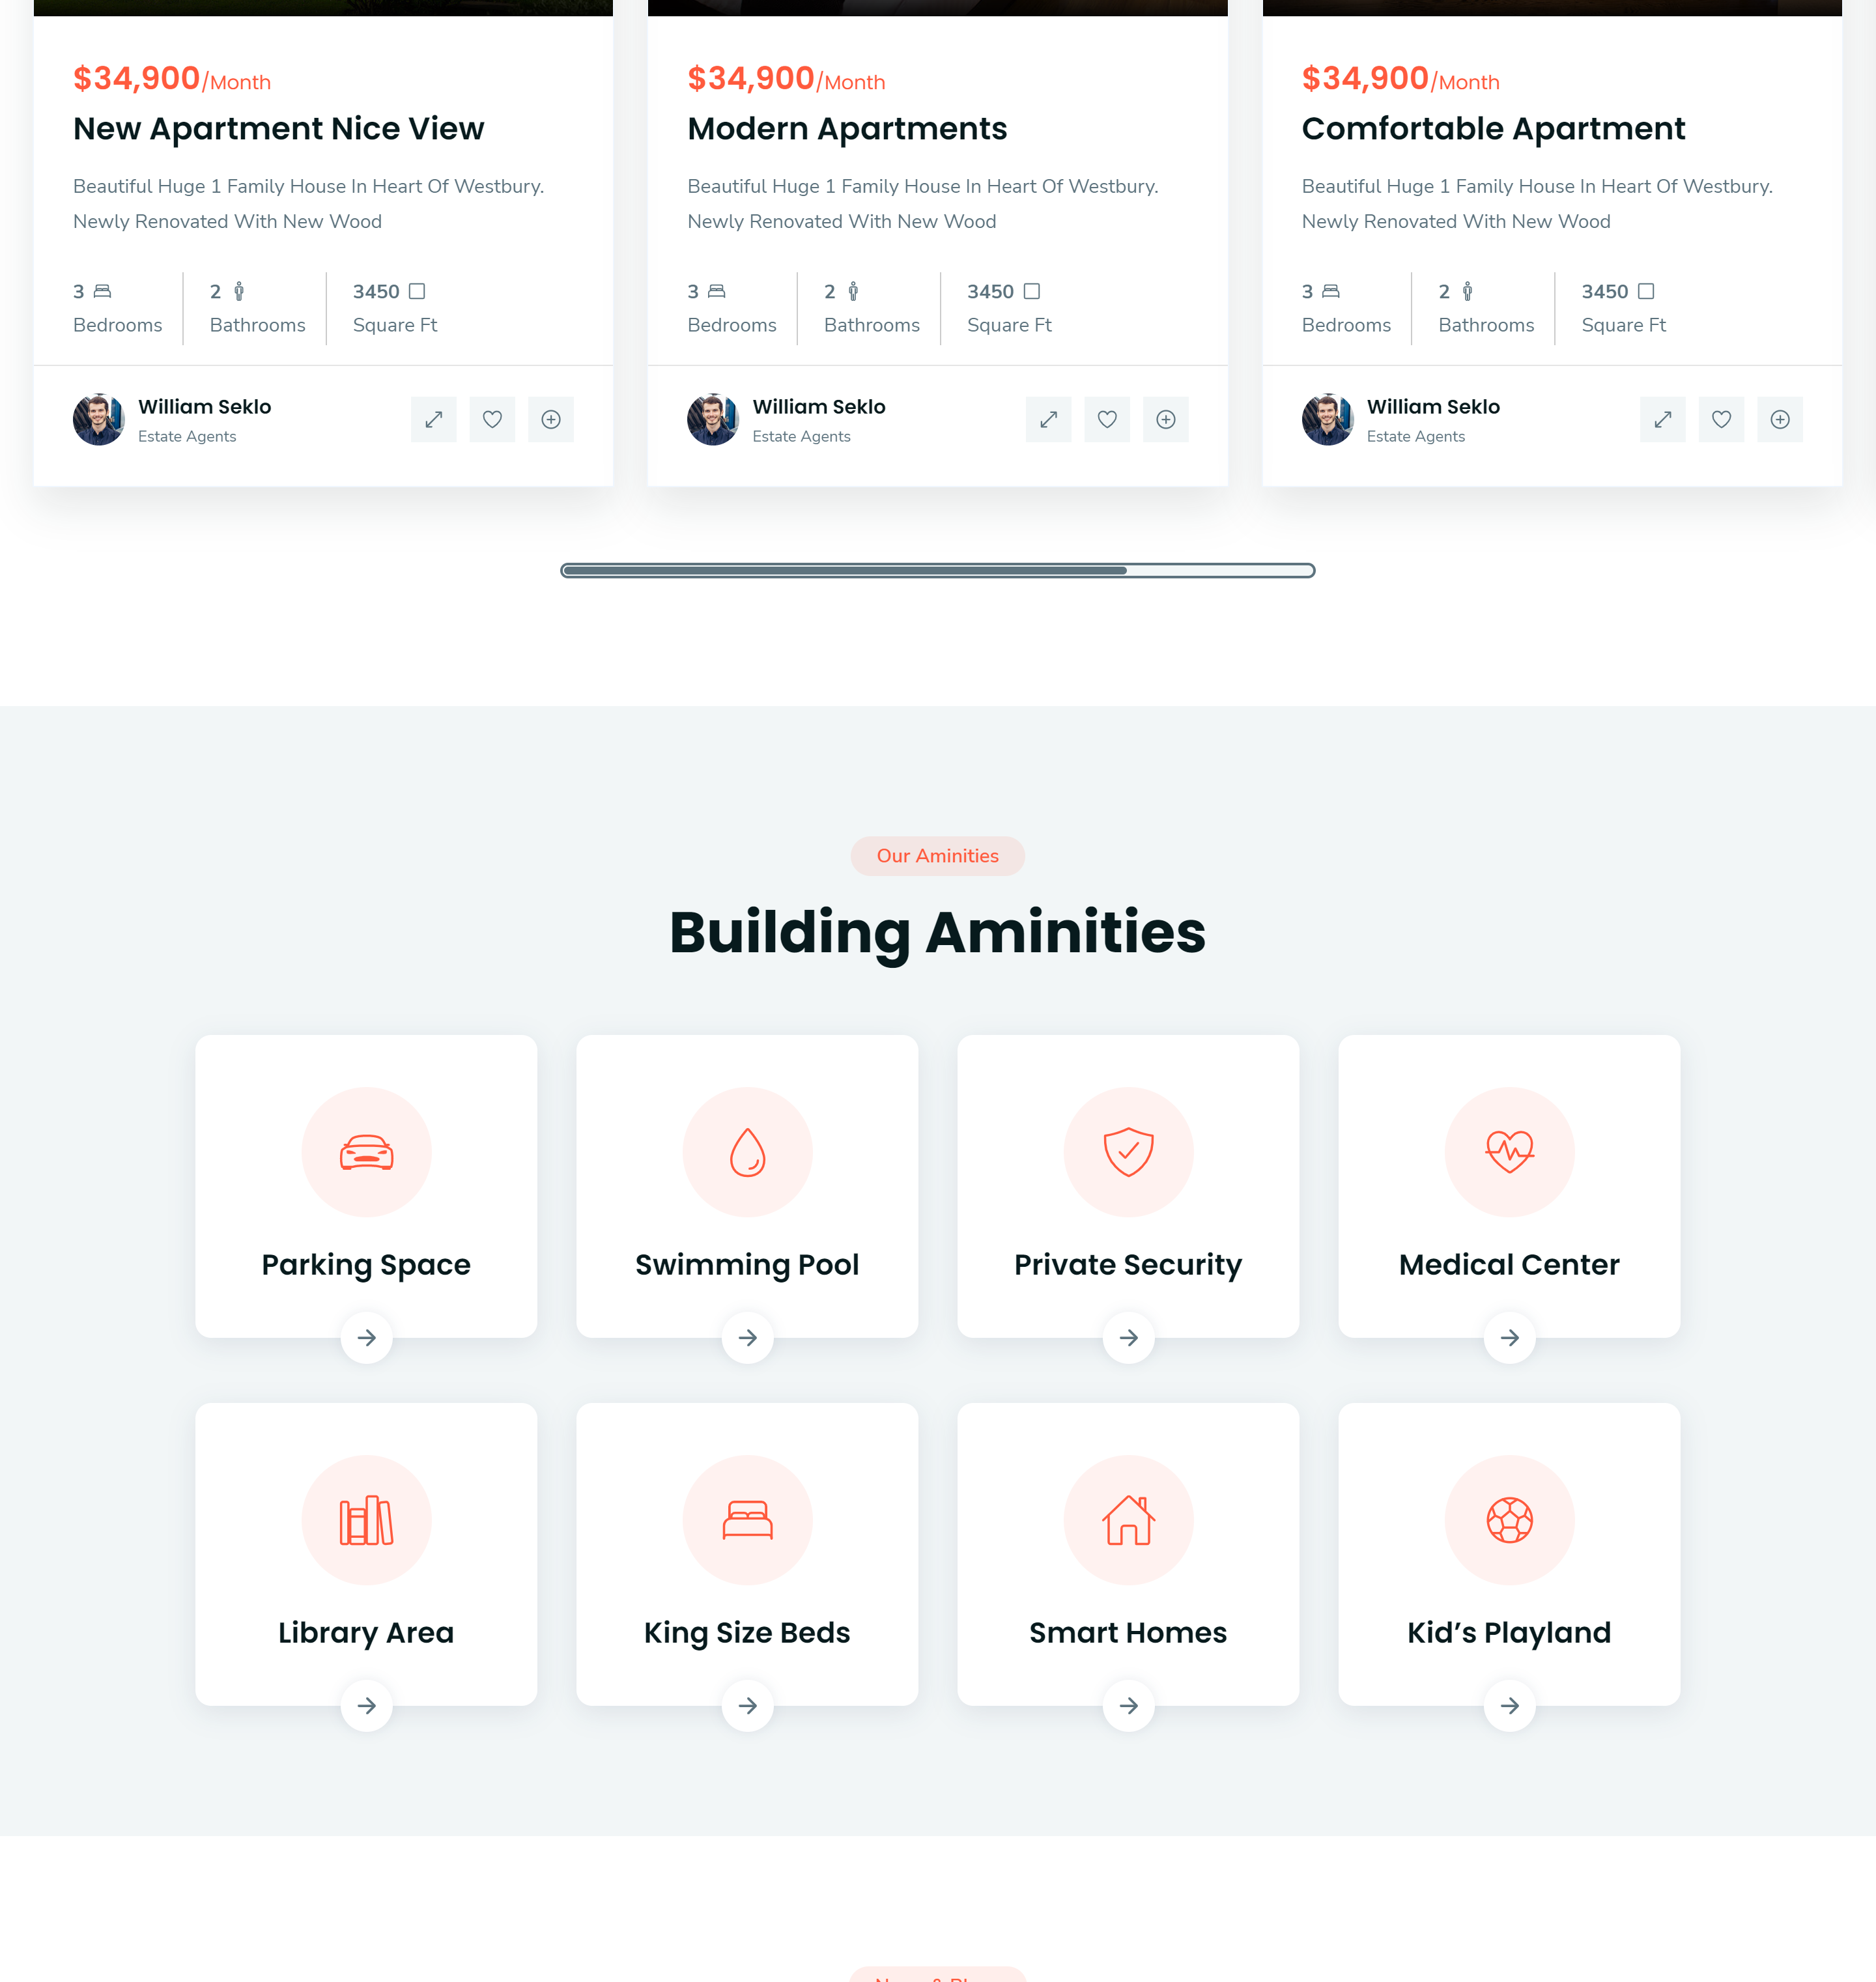 $34,900/Month
New Apartment Nice View
Beautiful Huge 1 Family House In Heart Of Westbury.
Newly Renovated With New Wood
3
Bedrooms
2
Bathrooms
3450
Square Ft
William Seklo
Estate Agents
$34,900/Month
Modern Apartments
Beautiful Huge 1 Family House In Heart Of Westbury.
Newly Renovated With New Wood
3
Bedrooms
2
Bathrooms
3450
Square Ft
William Seklo
Estate Agents
$34,900/Month
Comfortable Apartment
Beautiful Huge 1 Family House In Heart Of Westbury.
Newly Renovated With New Wood
3
Bedrooms
2
Bathrooms
3450
Square Ft
William Seklo
Estate Agents
Our Aminities
Building Aminities
Parking Space
Swimming Pool
Private Security
Medical Center
Library Area
King Size Beds
Smart Homes
Kid’s Playland